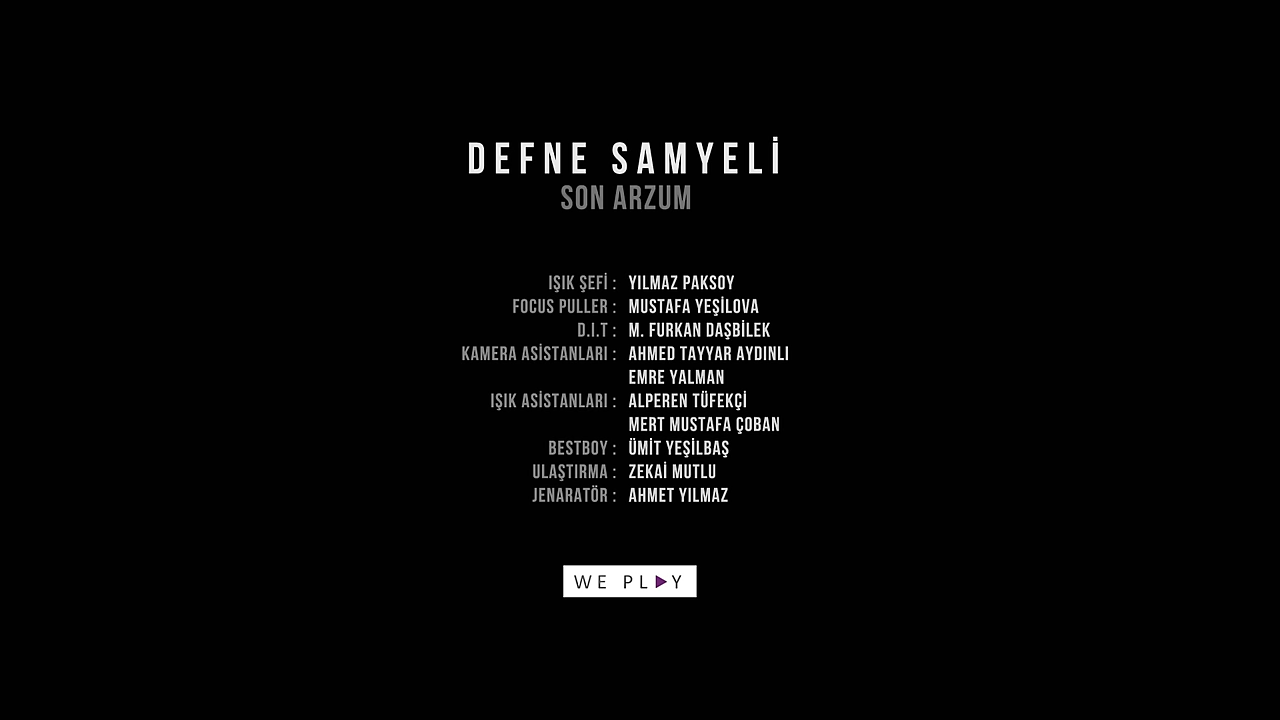 DEFNE SAMYELİ
SON ARZUM
IŞIK ŞEFİ : YILMAZ PAKSOY
FOCUS PULLER : MUSTAFA YEŞİLOVA
D.I.T : M. FURKAN DAŞBİLEK
KAMERA ASİSTANLARI : AHMED TAYYAR AYDINLI
EMRE YALMAN
IŞIK ASİSTANLARI : ALPEREN TÜFEKÇİ
MERT MUSTAFA ÇOBAN
BESTBOY : ÜMİT YEŞİLBAŞ
ULAŞTIRMA : ZEKAİ MUTLU
JENARATÖR : AHMET YILMAZ
WE PLAY